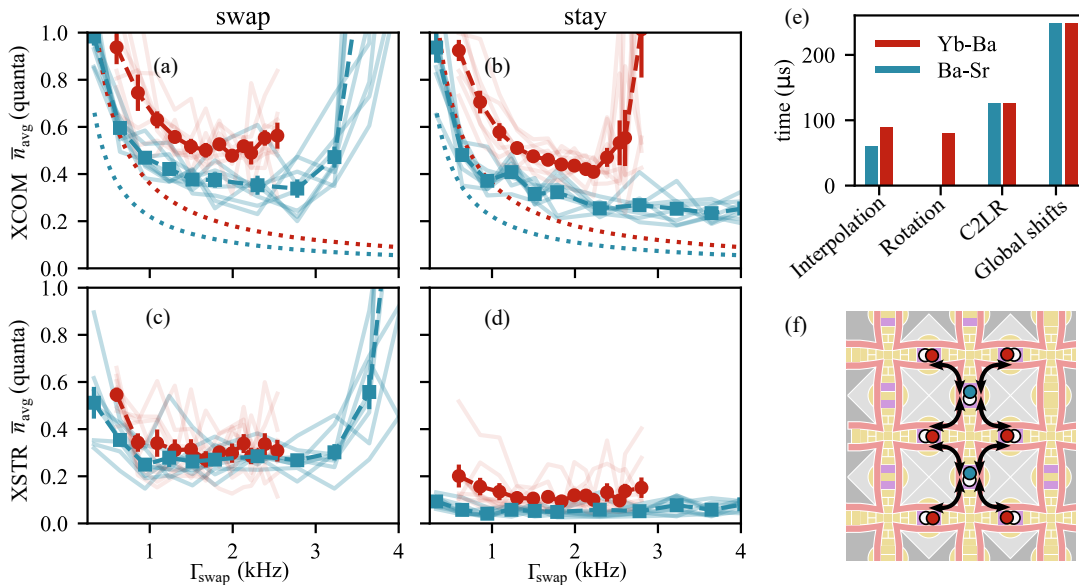 swap
stay
(e)
1.0
0.8
0.6
0.4
0.2
0.0
XCOM n̅avg (quanta)
(a)
(b)
200
100
0
time (µs)
Yb-Ba
Ba-Sr
Interpolation
Rotation
C2LR
Global shifts
1.0
0.8
0.6
0.4
0.2
0.0
XSTR n̅avg (quanta)
(c)
(d)
(f)
1 2 3 4
1 2 3 4
Γswap (kHz)
Γswap (kHz)